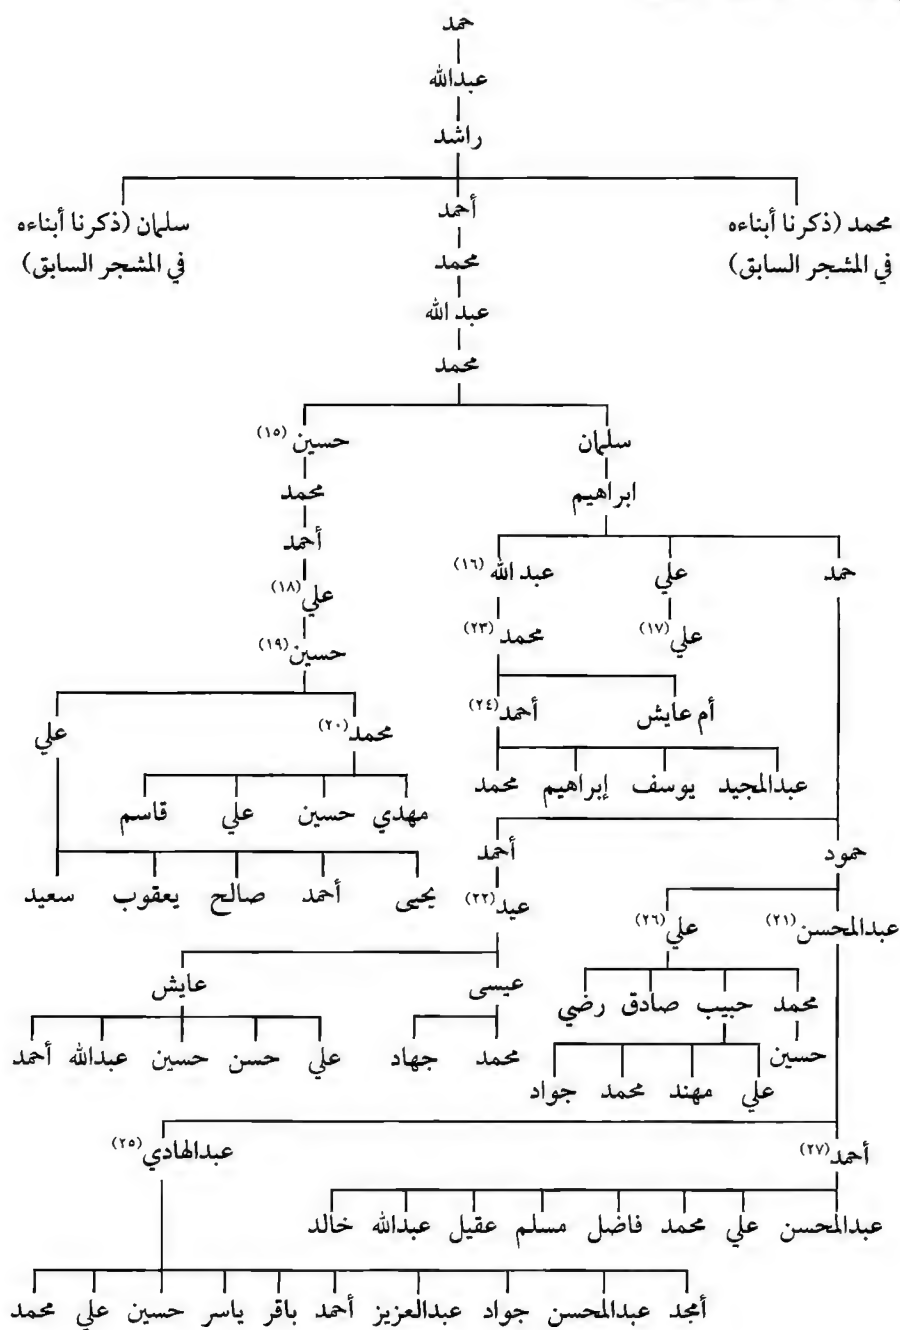 حمد
عبدالله
راشد
محمد (ذكرنا أبناءه أحمد سلمان (ذكرنا أبناءه
في المشجر السابق) محمد في المشجر السابق)
عبد الله
محمد
سلمان حسين (١٥)
ابراهيم محمد
أحمد
حمد علي عبد الله (١٦) علي (١٨)
علي (١٧) محمد (٢٣) حسين (١٩)
أم عايش أحمد (٢٤) محمد (٢٠) علي
عبدالمجيد يوسف إبراهيم محمد مهدي حسين علي قاسم
حمود أحمد
يحيى أحمد صالح يعقوب سعيد
عبدالمحسن (٢١) علي (٢٦) عيد (٢٢)
محمد حبيب صادق رضي عيسى عايش
حسين محمد جهاد علي حسن حسين عبدالله أحمد
علي مهند محمد جواد
أحمد (٢٧) عبدالهادي (٢٥)
عبدالمحسن علي محمد فاضل مسلم عقيل عبدالله خالد
أمجد عبدالمحسن جواد عبدالعزيز أحمد باقر ياسر حسين علي محمد